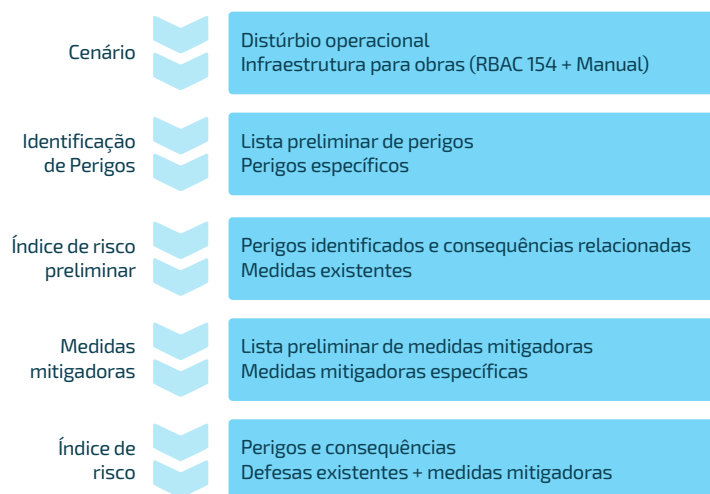 Cenário
Distúrbio operacional
Infraestrutura para obras (RBAC 154 + Manual)
Identificação
de Perigos
Lista preliminar de perigos
Perigos específicos
Índice de risco
preliminar
Perigos identificados e consequências relacionadas
Medidas existentes
Medidas
mitigadoras
Lista preliminar de medidas mitigadoras
Medidas mitigadoras específicas
Índice de
risco
Perigos e consequências
Defesas existentes + medidas mitigadoras